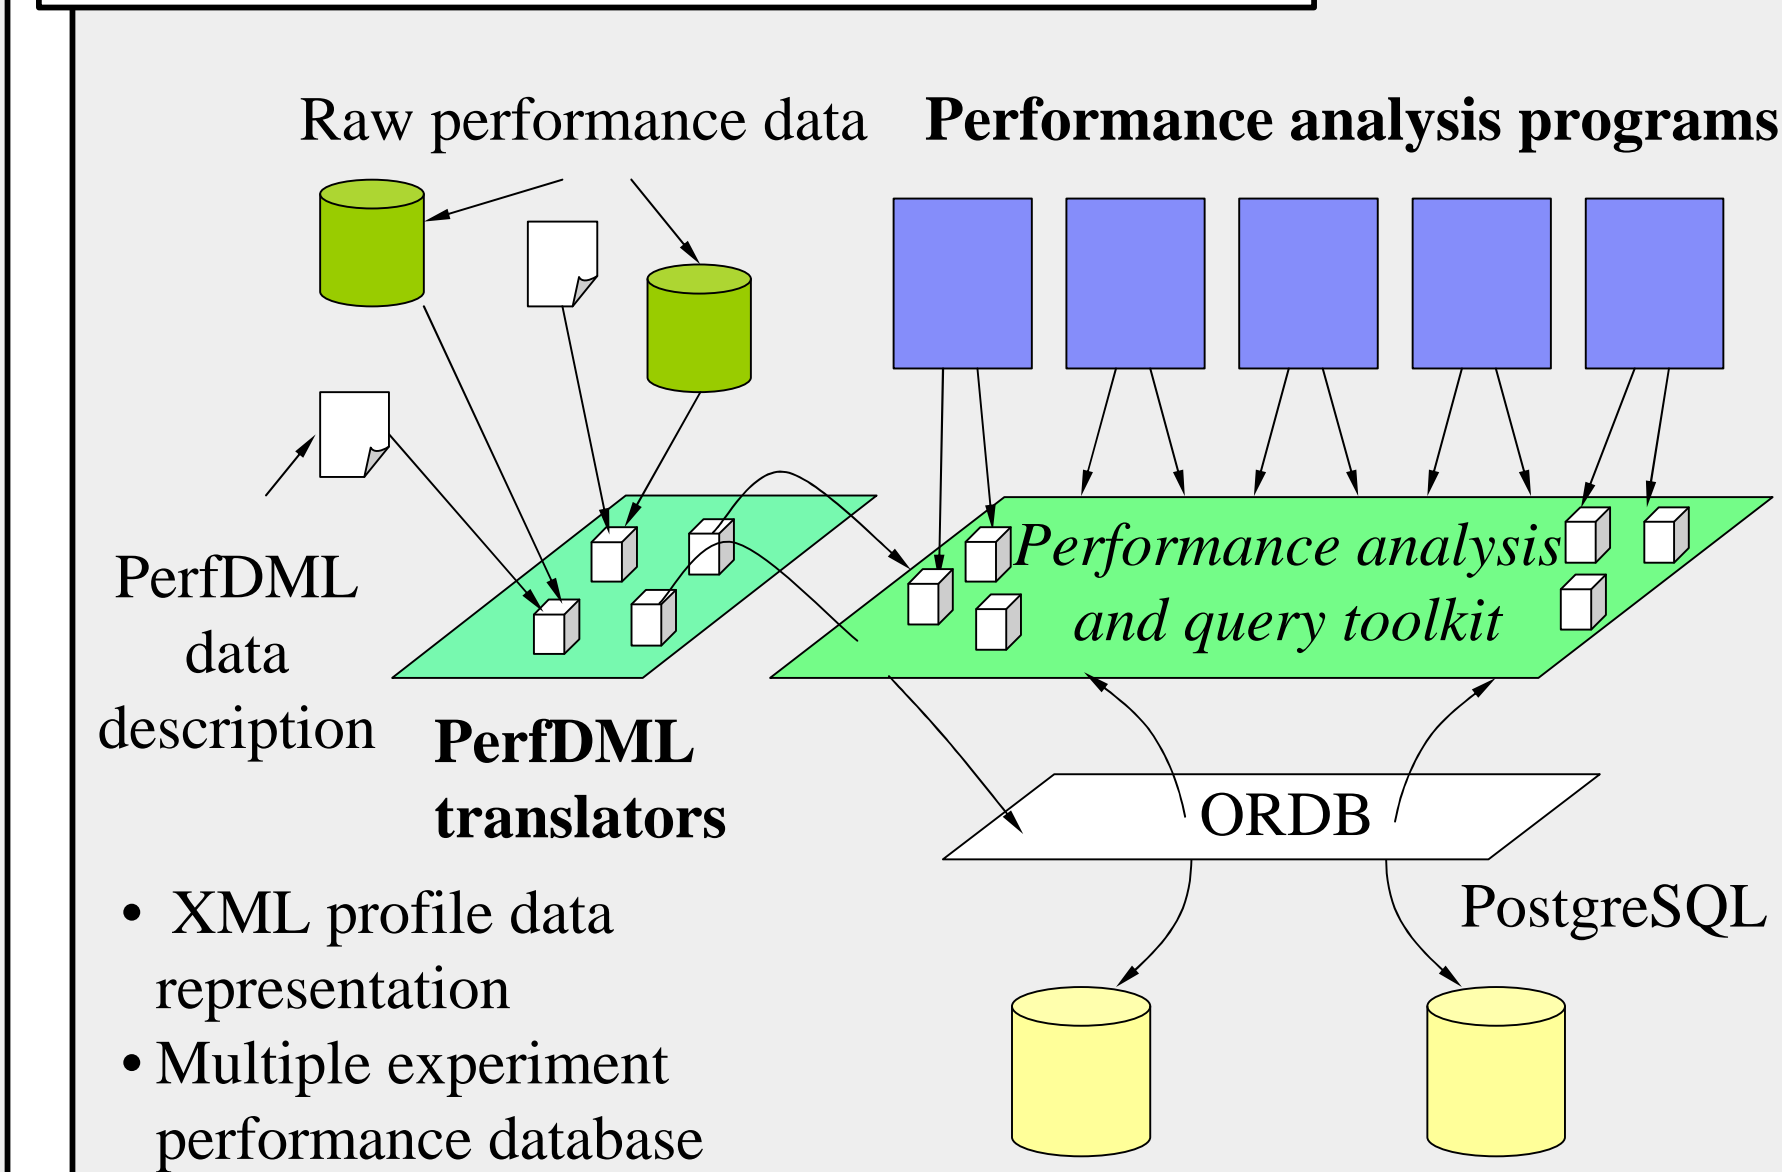 Raw performance data
Performance analysis programs
PerfDML
data
description
PerfDML
translators
Performance analysis
and query toolkit
ORDB
PostgreSQL
• XML profile data
representation
• Multiple experiment
performance database